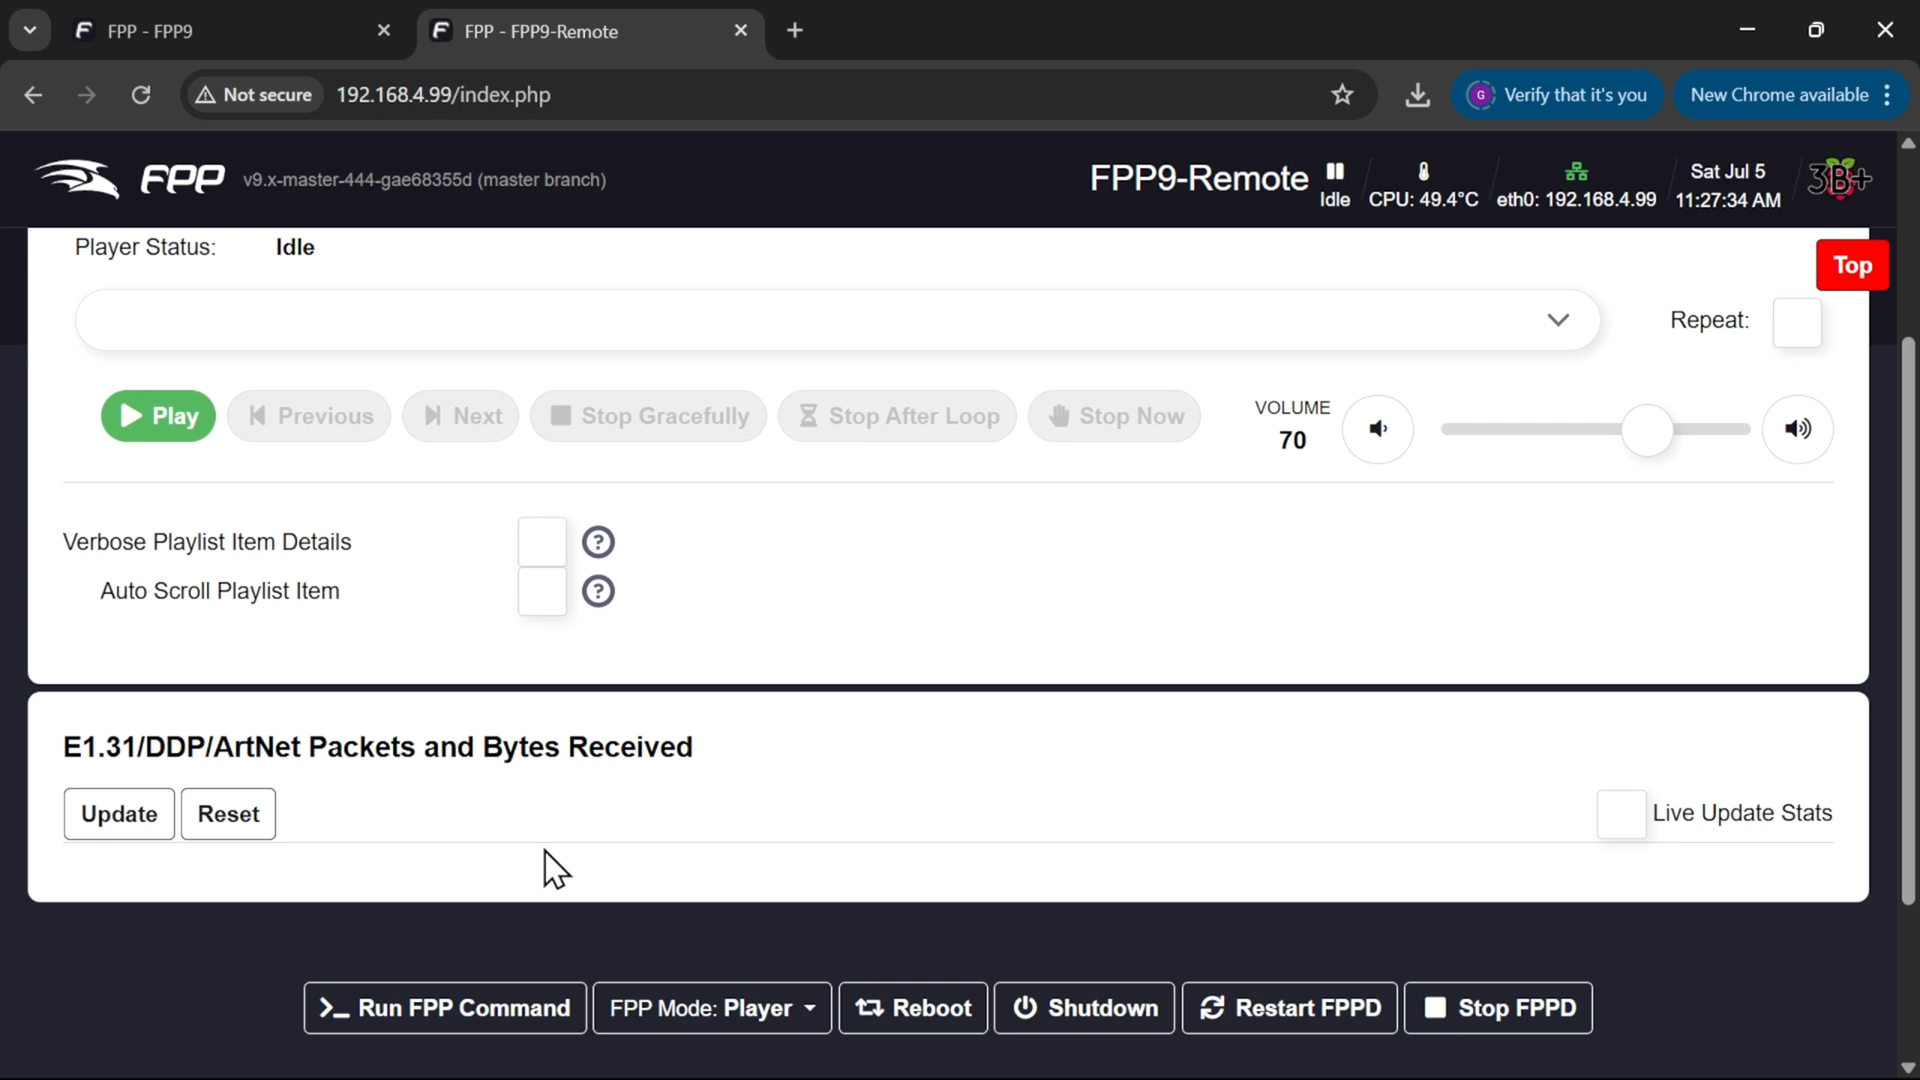 FPP - FPP9
FPP - FPP9-Remote
Not secure
192.168.4.99/index.php
G
Verify that it's you
New Chrome available
FPP
v9.x-master-444-gae68355d (master branch)
FPP9-Remote
Idle
CPU: 49.4°C
eth0: 192.168.4.99
Sat Jul 5
11:27:34 AM
3B+
Player Status:
Idle
Top
Repeat:
Play
Previous
Next
Stop Gracefully
Stop After Loop
Stop Now
VOLUME
70
Verbose Playlist Item Details
?
Auto Scroll Playlist Item
?
E1.31/DDP/ArtNet Packets and Bytes Received
Update
Reset
Live Update Stats
Run FPP Command
FPP Mode: Player
Reboot
Shutdown
Restart FPPD
Stop FPPD